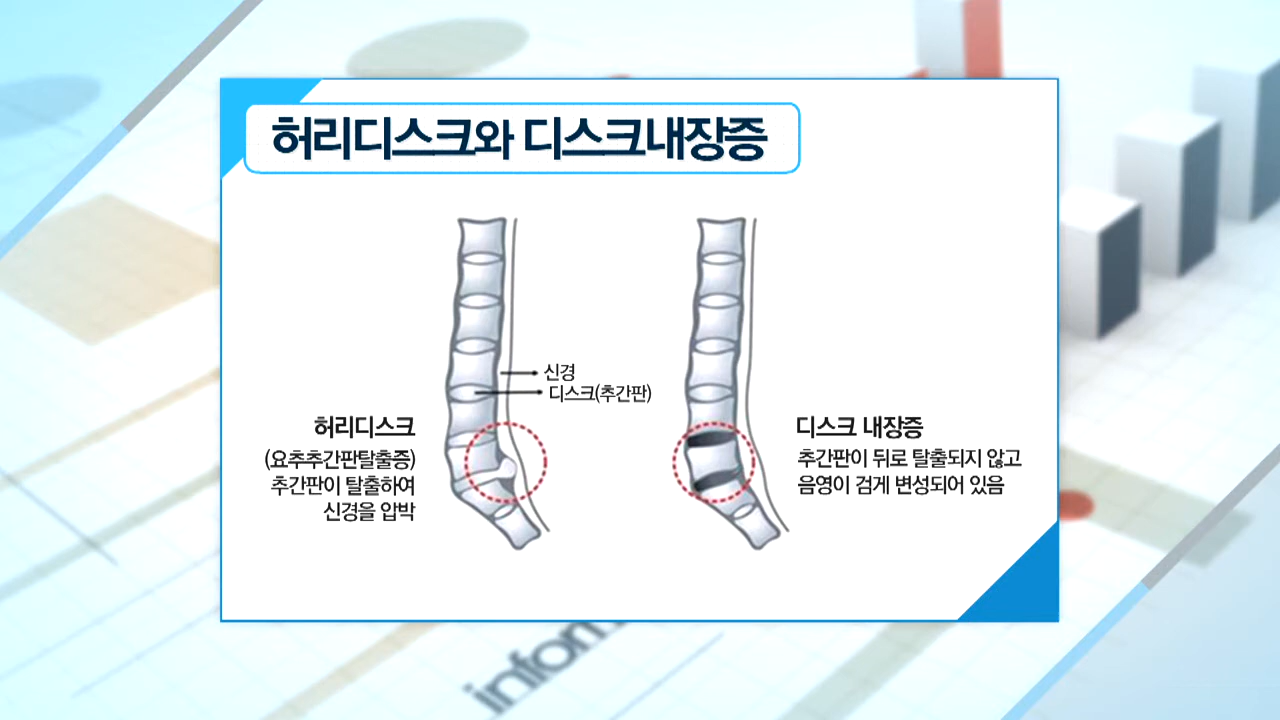 허리디스크와 디스크내장증
신경
디스크(추간판)
허리디스크
(요추추간판탈출증)
추간판이 탈출하여
신경을 압박
디스크 내장증
추간판이 뒤로 탈출되지 않고
음영이 검게 변성되어 있음
infom